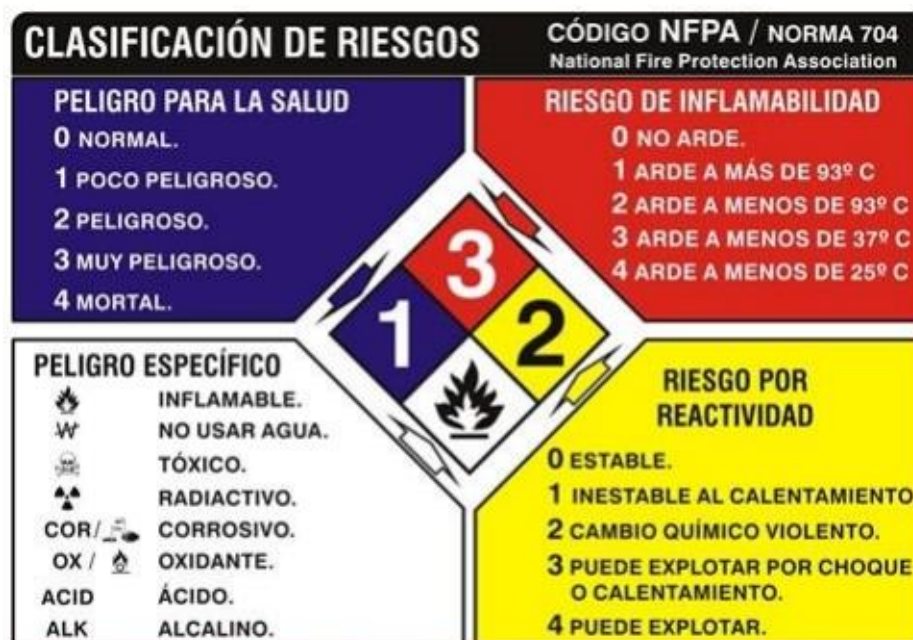 CLASIFICACIÓN DE RIESGOS
CÓDIGO NFPA / NORMA 704
National Fire Protection Association
PELIGRO PARA LA SALUD
0 NORMAL.
1 POCO PELIGROSO.
2 PELIGROSO.
3 MUY PELIGROSO.
4 MORTAL.
RIESGO DE INFLAMABILIDAD
0 NO ARDE.
1 ARDE A MÁS DE 93º C
2 ARDE A MENOS DE 93º C
3 ARDE A MENOS DE 37º C
4 ARDE A MENOS DE 25º C
3
1
2
PELIGRO ESPECÍFICO
INFLAMABLE.
W NO USAR AGUA.
TÓXICO.
RADIACTIVO.
COR/ CORROSIVO.
OX / OXIDANTE.
ACID ÁCIDO.
ALK ALCALINO.
RIESGO POR
REACTIVIDAD
0 ESTABLE.
1 INESTABLE AL CALENTAMIENTO
2 CAMBIO QUÍMICO VIOLENTO.
3 PUEDE EXPLOTAR POR CHOQUE
O CALENTAMIENTO.
4 PUEDE EXPLOTAR.